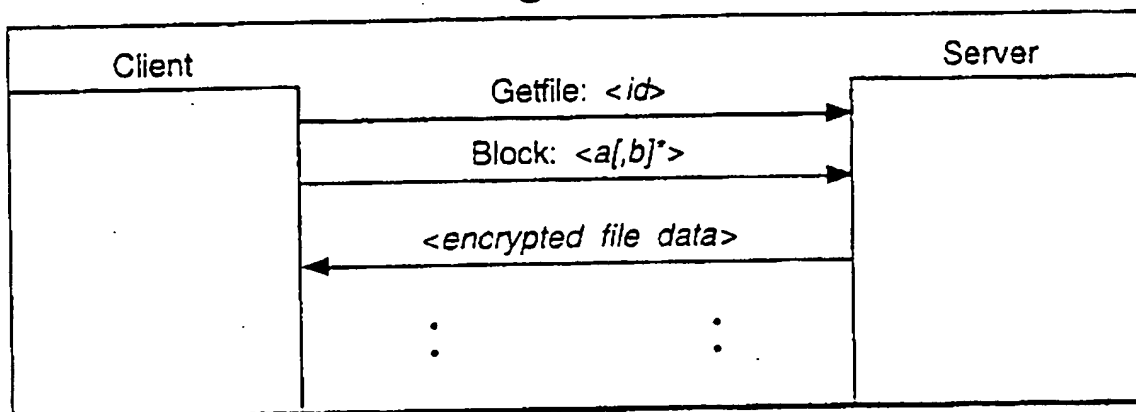 Client
Server
Getfile: <id>
Block: <a[,b]*>
<encrypted file data>